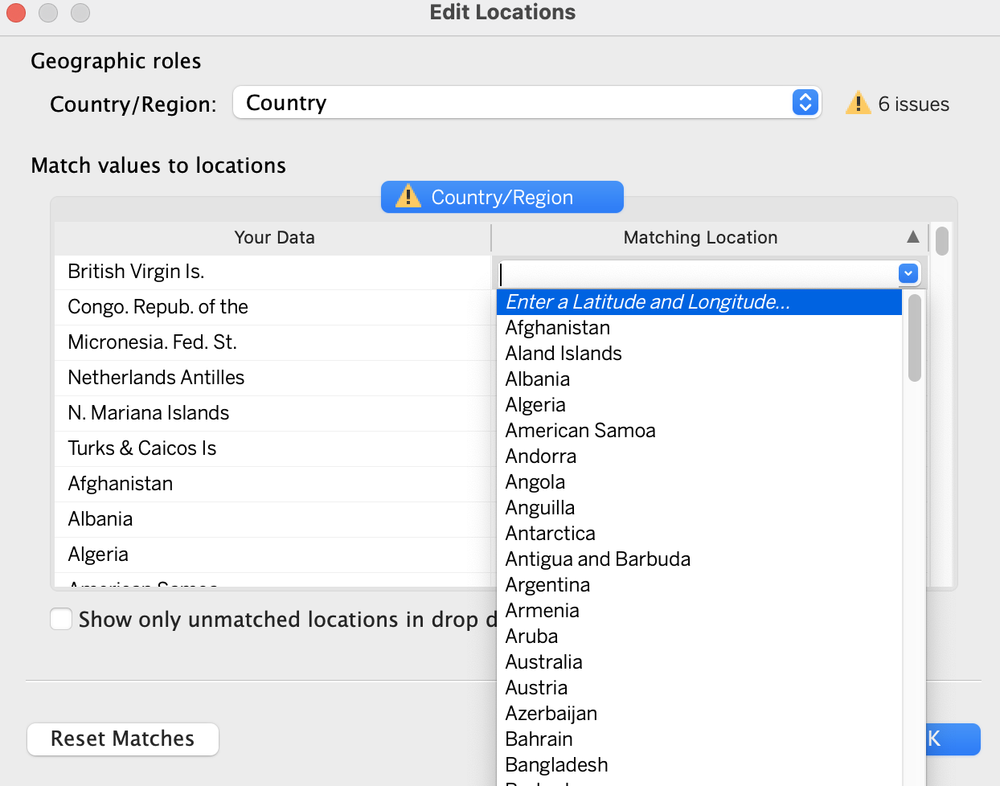 Edit Locations
Geographic roles
Country/Region: Country 6 issues
Match values to locations
Country/Region
Your Data Matching Location
British Virgin Is.
Congo. Repub. of the
Micronesia. Fed. St.
Netherlands Antilles
N. Mariana Islands
Turks & Caicos Is
Afghanistan
Albania
Algeria
Enter a Latitude and Longitude...
Afghanistan
Aland Islands
Albania
Algeria
American Samoa
Andorra
Angola
Anguilla
Antarctica
Antigua and Barbuda
Argentina
Armenia
Aruba
Australia
Austria
Azerbaijan
Bahrain
Bangladesh
Show only unmatched locations in drop d
Reset Matches
K